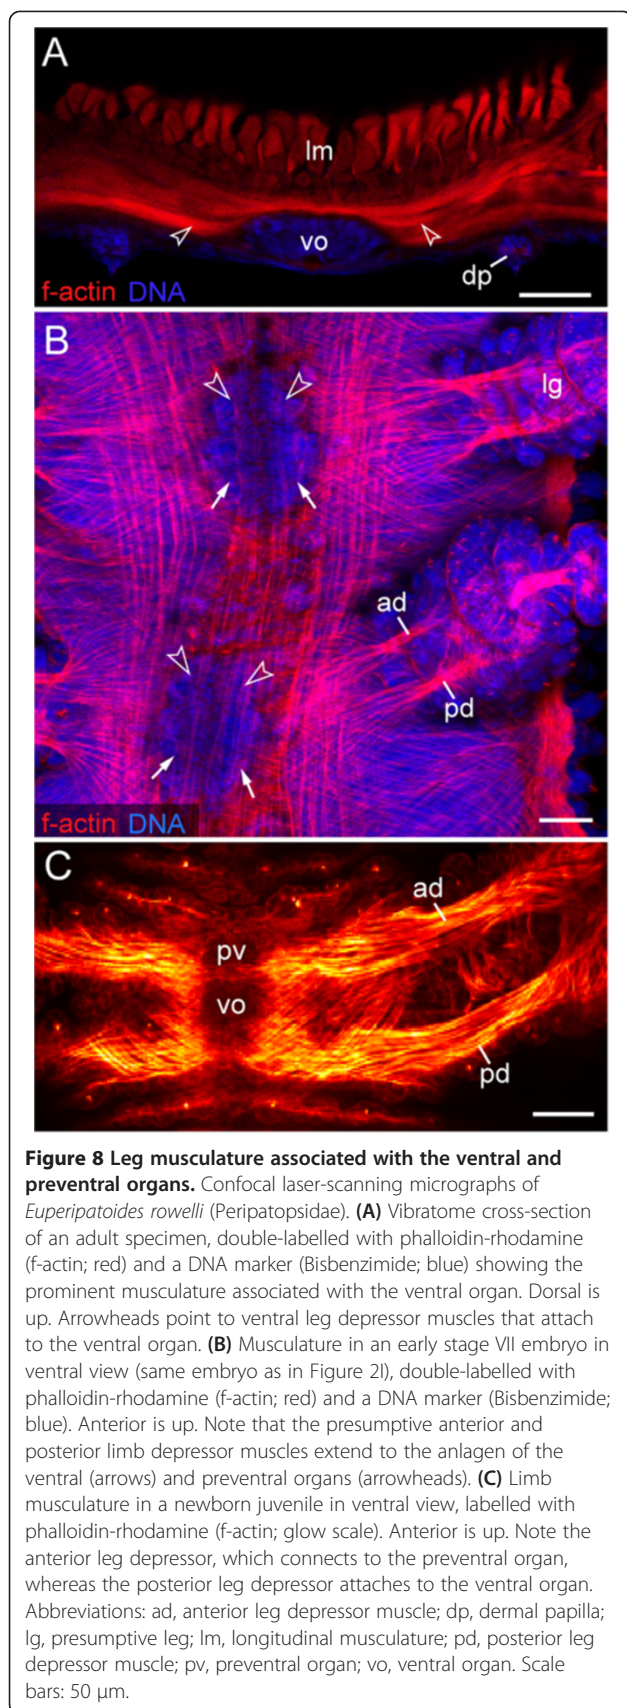 A
lm
vo
dp
f-actin DNA
B
lg
ad
pd
f-actin DNA
C
ad
pv
vo
pd
Figure 8 Leg musculature associated with the ventral and
preventral organs. Confocal laser-scanning micrographs of
Euperipatoides rowelli (Peripatopsidae). (A) Vibratome cross-section
of an adult specimen, double-labelled with phalloidin-rhodamine
(f-actin; red) and a DNA marker (Bisbenzimide; blue) showing the
prominent musculature associated with the ventral organ. Dorsal is
up. Arrowheads point to ventral leg depressor muscles that attach
to the ventral organ. (B) Musculature in an early stage VII embryo in
ventral view (same embryo as in Figure 2I), double-labelled with
phalloidin-rhodamine (f-actin; red) and a DNA marker (Bisbenzimide;
blue). Anterior is up. Note that the presumptive anterior and
posterior limb depressor muscles extend to the anlagen of the
ventral (arrows) and preventral organs (arrowheads). (C) Limb
musculature in a newborn juvenile in ventral view, labelled with
phalloidin-rhodamine (f-actin; glow scale). Anterior is up. Note the
anterior leg depressor, which connects to the preventral organ,
whereas the posterior leg depressor attaches to the ventral organ.
Abbreviations: ad, anterior leg depressor muscle; dp, dermal papilla;
lg, presumptive leg; lm, longitudinal musculature; pd, posterior leg
depressor muscle; pv, preventral organ; vo, ventral organ. Scale
bars: 50 μm.